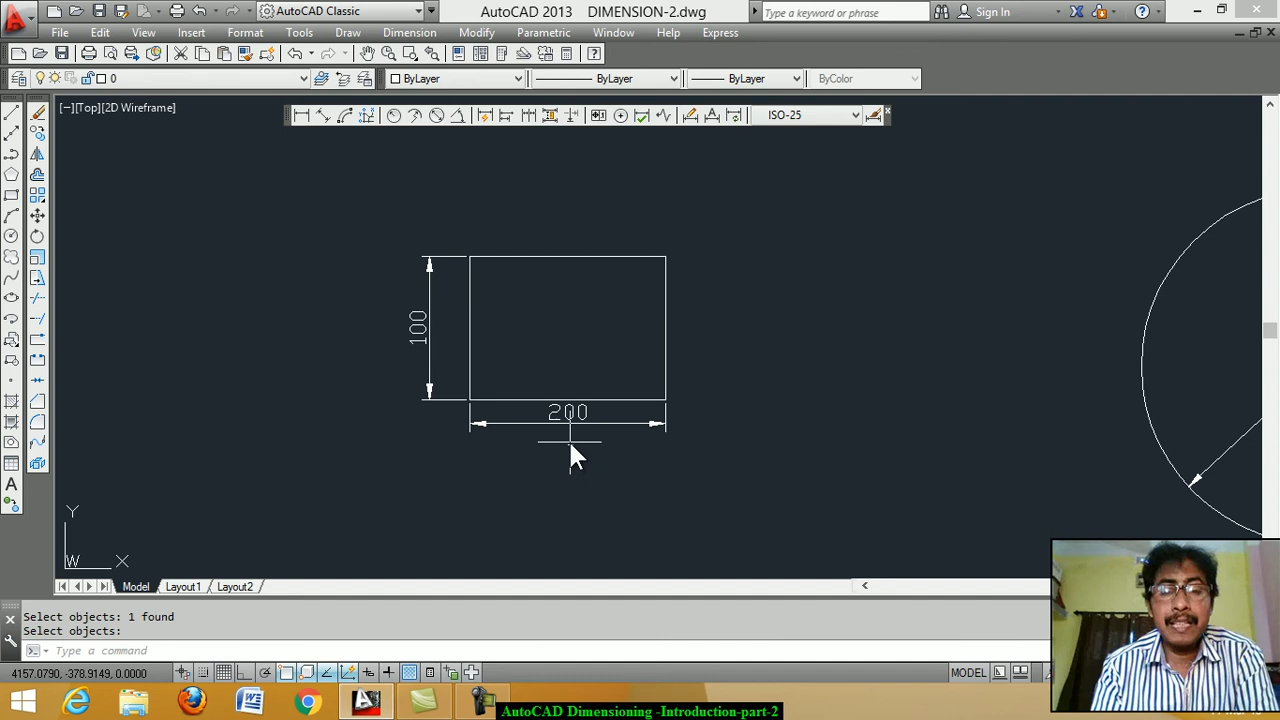 AutoCAD Classic
AutoCAD 2013 DIMENSION-2.dwg
Type a keyword or phrase
Sign In
File Edit View Insert Format Tools Draw Dimension Modify Parametric Window Help Express
0
ByLayer
ByLayer
ByLayer
ByColor
[−][Top][2D Wireframe]
ISO-25
100
200
Y
W X
Model Layout1 Layout2
Select objects: 1 found
Select objects:
Type a command
4157.0790, -378.9149, 0.0000
MODEL
AutoCAD Dimensioning -Introduction-part-2